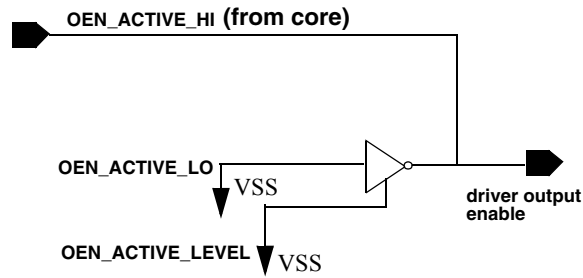 OEN_ACTIVE_HI (from core)
OEN_ACTIVE_LO
VSS
driver output
enable
OEN_ACTIVE_LEVEL
VSS